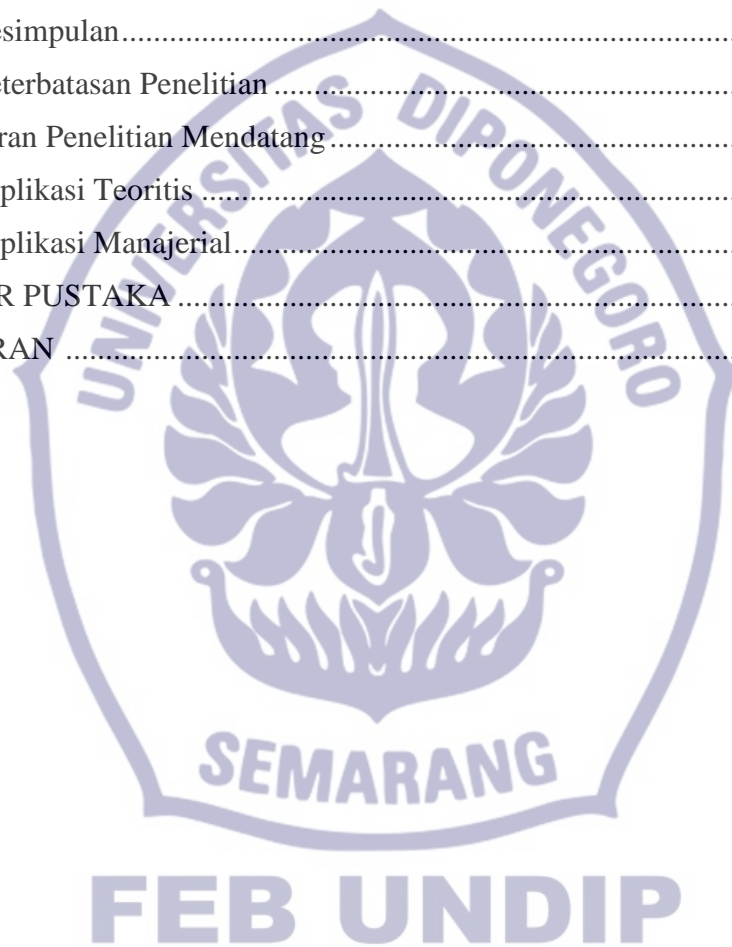 esimpulan
eterbatasan Penelitian
ran Penelitian Mendatang
plikasi Teoritis
plikasi Manajerial
R PUSTAKA
RAN
UNIVERSITAS DIPONEGORO
SEMARANG
FEB UNDIP